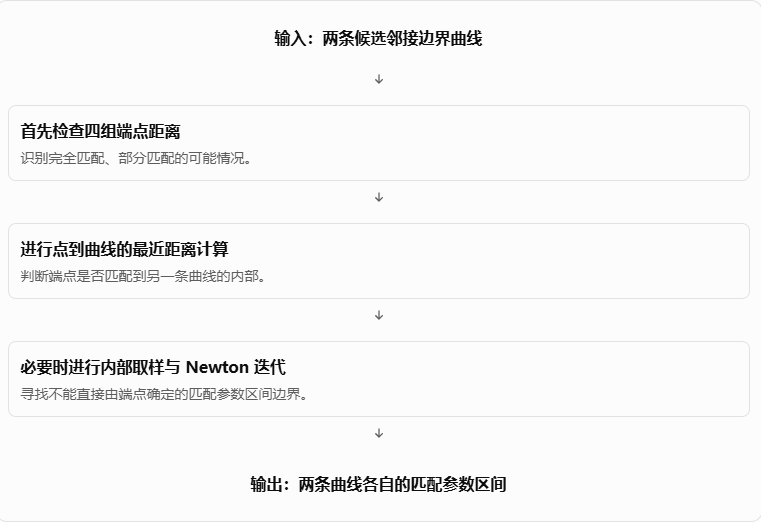 输入：两条候选邻接边界曲线
↓
首先检查四组端点距离
识别完全匹配、部分匹配的可能情况。
↓
进行点到曲线的最近距离计算
判断端点是否匹配到另一条曲线的内部。
↓
必要时进行内部取样与 Newton 迭代
寻找不能直接由端点确定的匹配参数区间边界。
↓
输出：两条曲线各自的匹配参数区间